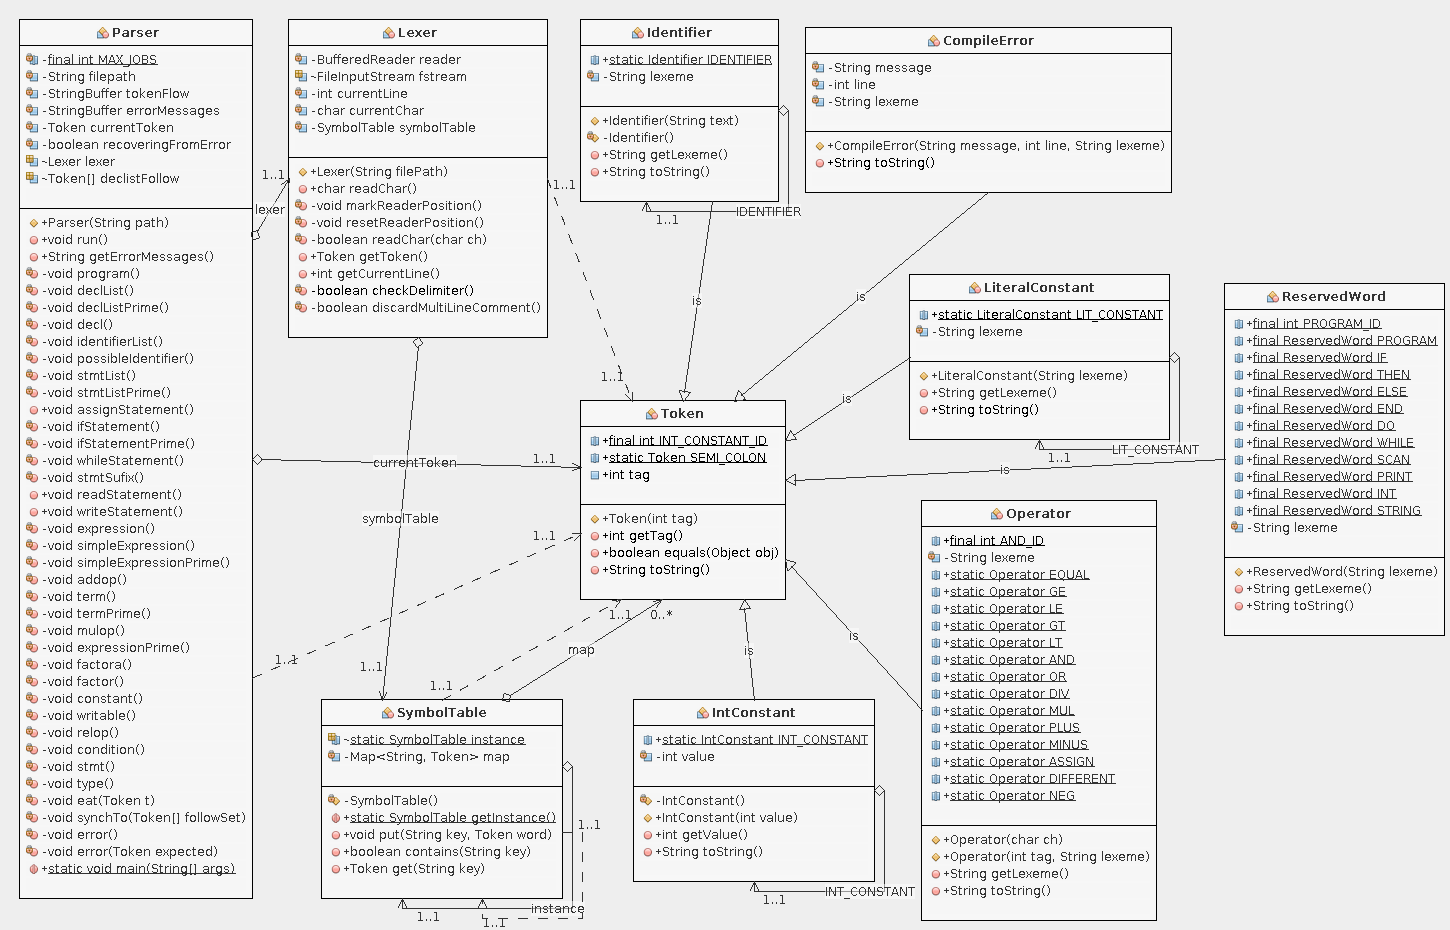 Parser
-final int MAX_JOBS
-String filepath
-StringBuffer tokenFlow
-StringBuffer errorMessages
-Token currentToken
-boolean recoveringFromError
~Lexer lexer
~Token[] declistFollow
+Parser(String path)
+void run()
+String getErrorMessages()
-void program()
-void declList()
-void declListPrime()
-void decl()
-void identifierList()
-void possibleIdentifier()
-void stmtList()
-void stmtListPrime()
+void assignStatement()
-void ifStatement()
-void ifStatementPrime()
-void whileStatement()
-void stmtSufix()
+void readStatement()
+void writeStatement()
-void expression()
-void simpleExpression()
-void simpleExpressionPrime()
-void addop()
-void term()
-void termPrime()
-void mulop()
-void expressionPrime()
-void factora()
-void factor()
-void constant()
-void writable()
-void relop()
-void condition()
-void stmt()
-void type()
-void eat(Token t)
-void synchTo(Token[] followSet)
-void error()
-void error(Token expected)
+static void main(String[] args)
1..1
lexer
Lexer
-BufferedReader reader
~FileInputStream fstream
-int currentLine
-char currentChar
-SymbolTable symbolTable
+Lexer(String filePath)
+char readChar()
-void markReaderPosition()
-void resetReaderPosition()
-boolean readChar(char ch)
+Token getToken()
+int getCurrentLine()
-boolean checkDelimiter()
-boolean discardMultiLineComment()
1..1
1..1
Identifier
+static Identifier IDENTIFIER
-String lexeme
+Identifier(String text)
-Identifier()
+String getLexeme()
+String toString()
1..1
IDENTIFIER
is
CompileError
-String message
-int line
-String lexeme
+CompileError(String message, int line, String lexeme)
+String toString()
is
LiteralConstant
+static LiteralConstant LIT_CONSTANT
-String lexeme
+LiteralConstant(String lexeme)
+String getLexeme()
+String toString()
is
1..1
LIT_CONSTANT
ReservedWord
+final int PROGRAM_ID
+final ReservedWord PROGRAM
+final ReservedWord IF
+final ReservedWord THEN
+final ReservedWord ELSE
+final ReservedWord END
+final ReservedWord DO
+final ReservedWord WHILE
+final ReservedWord SCAN
+final ReservedWord PRINT
+final ReservedWord INT
+final ReservedWord STRING
-String lexeme
+ReservedWord(String lexeme)
+String getLexeme()
+String toString()
is
Token
+final int INT_CONSTANT_ID
+static Token SEMI_COLON
+int tag
+Token(int tag)
+int getTag()
+boolean equals(Object obj)
+String toString()
currentToken
1..1
symbolTable
1..1
1..1
1..1
1..1
1..1
0..*
map
is
is
Operator
+final int AND_ID
-String lexeme
+static Operator EQUAL
+static Operator GE
+static Operator LE
+static Operator GT
+static Operator LT
+static Operator AND
+static Operator OR
+static Operator DIV
+static Operator MUL
+static Operator PLUS
+static Operator MINUS
+static Operator ASSIGN
+static Operator DIFFERENT
+static Operator NEG
+Operator(char ch)
+Operator(int tag, String lexeme)
+String getLexeme()
+String toString()
SymbolTable
~static SymbolTable instance
-Map<String, Token> map
-SymbolTable()
+static SymbolTable getInstance()
+void put(String key, Token word)
+boolean contains(String key)
+Token get(String key)
1..1
1..1
instance
1..1
IntConstant
+static IntConstant INT_CONSTANT
-int value
-IntConstant()
+IntConstant(int value)
+int getValue()
+String toString()
1..1
INT_CONSTANT